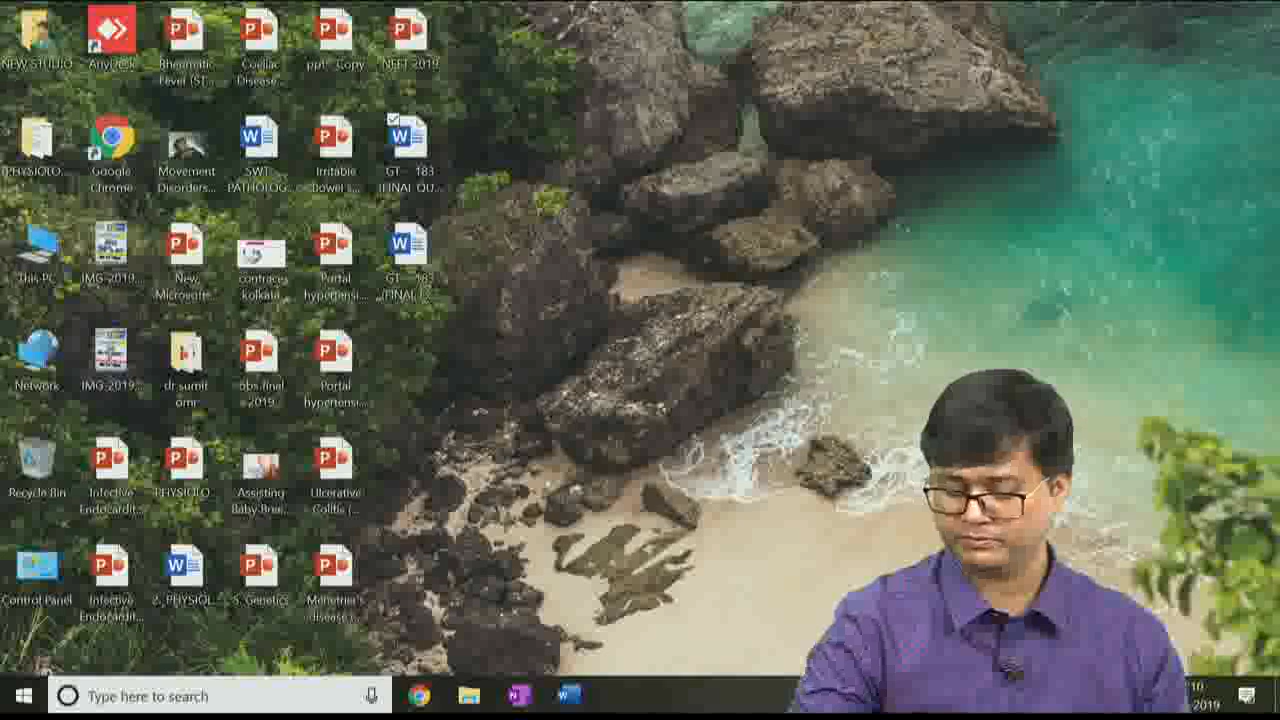 NEW STUDIO
AnyDesk
Rheumatic
Fever (ST...
Coeliac
Disease...
ppt - Copy
NEET 2019
(PHYSIOLO...
Google
Chrome
Movement
Disorders...
SWT-
PATHOLOG...
Irritable
bowel s...
GT - 183
(FINAL QU...
This PC
IMG-2019...
New
Microsoft...
contrace...
kolkata
Portal
hypertensi...
GT - 183
(FINAL
Network
IMG-2019...
dr sumit
omr
obs final
2019
Portal
hypertensi...
Recycle Bin
Infective
Endocardit...
PHYSIOLO...
Assisting
Baby Brea...
Ulcerative
Colitis (...
Control Panel
Infective
Endocardit...
2. PHYSIOL...
5. Genetics
Menetrier's
disease (...
Type here to search
10
2019